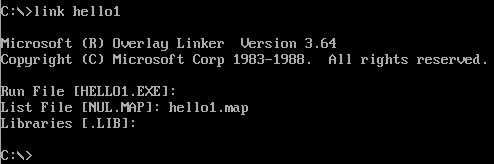 C:\>link hello1
Microsoft (R) Overlay Linker  Version 3.64
Copyright (C) Microsoft Corp 1983-1988.  All rights reserved.
Run File [HELLO1.EXE]:
List File [NUL.MAP]: hello1.map
Libraries [.LIB]:
C:\>